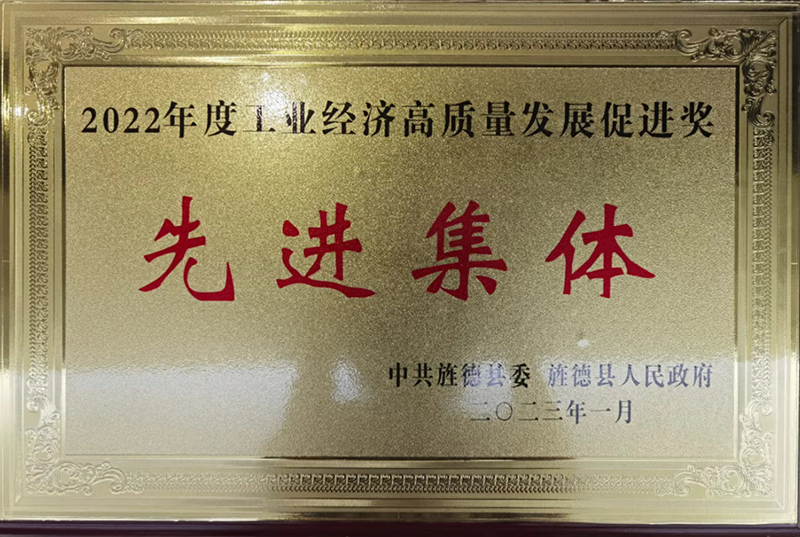 2022年度工业经济高质量发展促进奖
先进集体
中共旌德县委 旌德县人民政府
二〇二三年一月